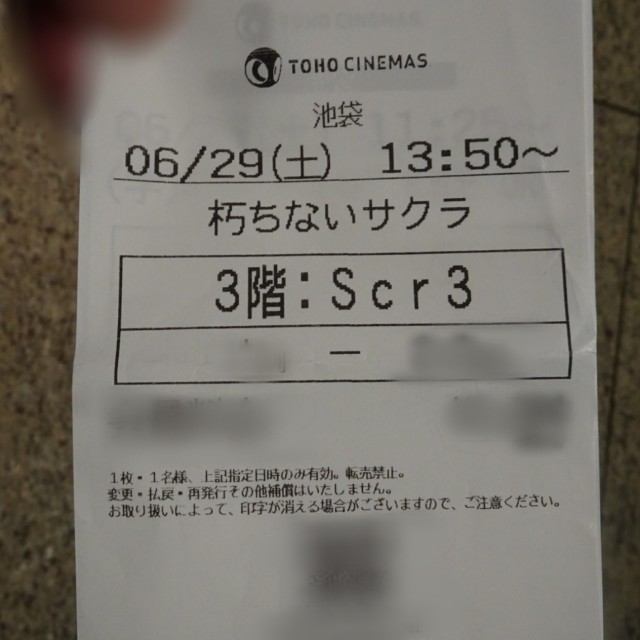 TOHO CINEMAS
池袋
06/29(土) 13:50～
朽ちないサクラ
3階:Scr3
—
1枚・1名様、上記指定日時のみ有効。転売禁止。
変更・払戻・再発行その他補償はいたしません。
お取り扱いによって、印字が消える場合がございますので、ご注意ください。